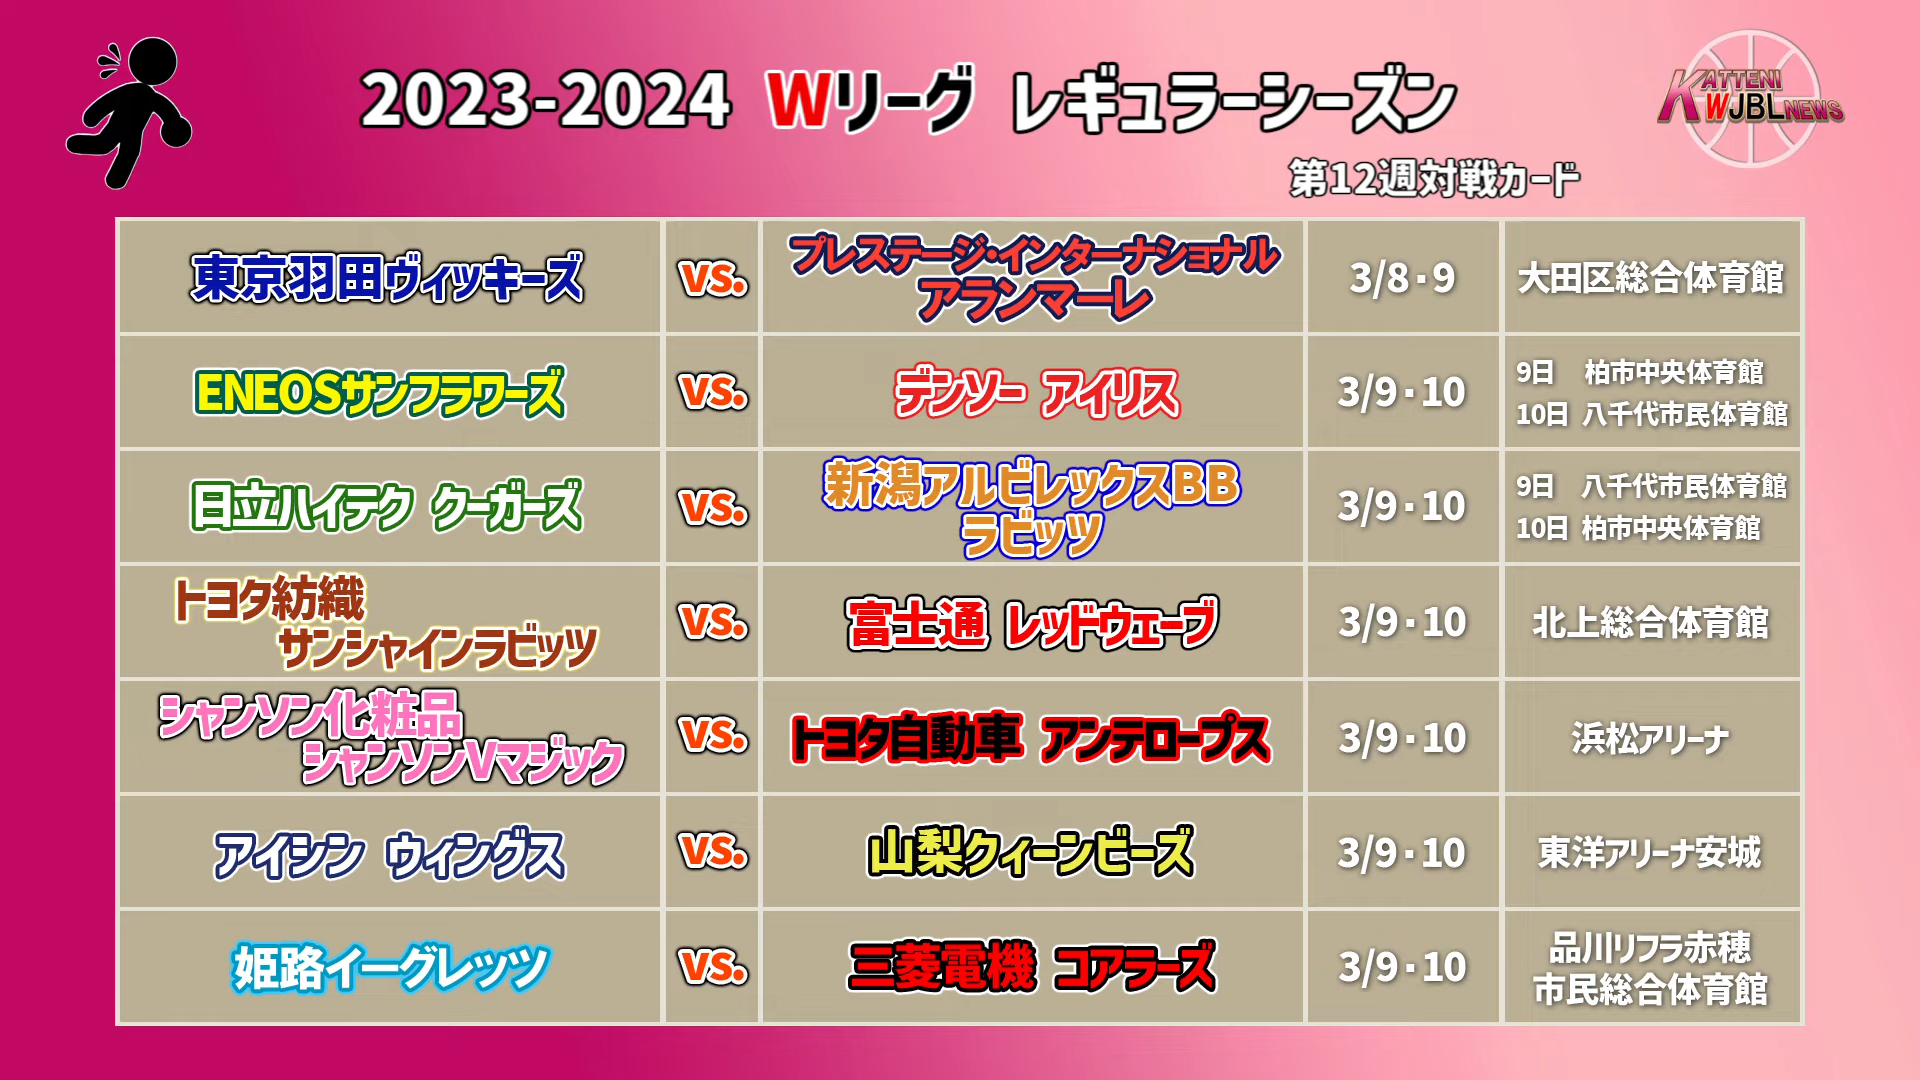 2023-2024 Wリーグ レギュラーシーズン
KATTENI
WJBL NEWS
第12週対戦カード
東京羽田ヴィッキーズ vs. プレステージ・インターナショナル
アランマーレ
3/8・9 大田区総合体育館
ENEOSサンフラワーズ vs. デンソー アイリス 3/9・10
9日 柏市中央体育館
10日 八千代市民体育館
日立ハイテク クーガーズ vs. 新潟アルビレックスBB
ラビッツ
3/9・10
9日 八千代市民体育館
10日 柏市中央体育館
トヨタ紡織
サンシャインラビッツ
vs. 富士通 レッドウェーブ 3/9・10 北上総合体育館
シャンソン化粧品
シャンソンVマジック
vs. トヨタ自動車 アンテロープス 3/9・10 浜松アリーナ
アイシン ウィングス vs. 山梨クィーンビーズ 3/9・10 東洋アリーナ安城
姫路イーグレッツ vs. 三菱電機 コアラーズ 3/9・10
品川リフラ赤穂
市民総合体育館